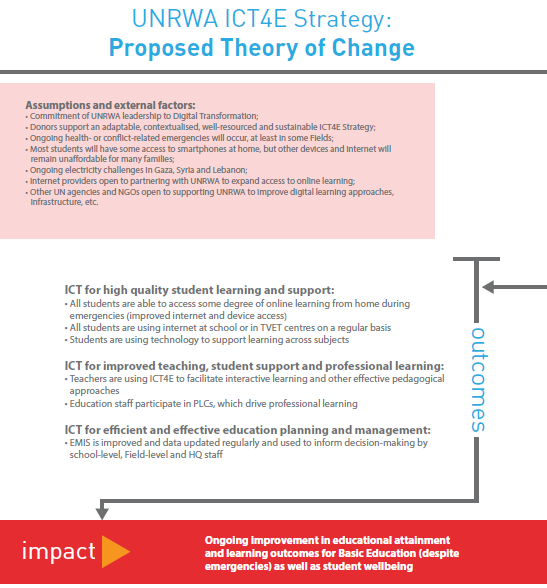 UNRWA ICT4E Strategy:
Proposed Theory of Change
Assumptions and external factors:
• Commitment of UNRWA leadership to Digital Transformation;
• Donors support an adaptable, contextualised, well-resourced and sustainable ICT4E Strategy;
• Ongoing health- or conflict-related emergencies will occur, at least in some Fields;
• Most students will have some access to smartphones at home, but other devices and internet will
remain unaffordable for many families;
• Ongoing electricity challenges in Gaza, Syria and Lebanon;
• Internet providers open to partnering with UNRWA to expand access to online learning;
• Other UN agencies and NGOs open to supporting UNRWA to improve digital learning approaches,
infrastructure, etc.
ICT for high quality student learning and support:
• All students are able to access some degree of online learning from home during
emergencies (improved internet and device access)
• All students are using internet at school or in TVET centres on a regular basis
• Students are using technology to support learning across subjects
ICT for improved teaching, student support and professional learning:
• Teachers are using ICT4E to facilitate interactive learning and other effective pedagogical
approaches
• Education staff participate in PLCs, which drive professional learning
ICT for efficient and effective education planning and management:
• EMIS is improved and data updated regularly and used to inform decision-making by
school-level, Field-level and HQ staff
outcomes
impact
Ongoing improvement in educational attainment
and learning outcomes for Basic Education (despite
emergencies) as well as student wellbeing